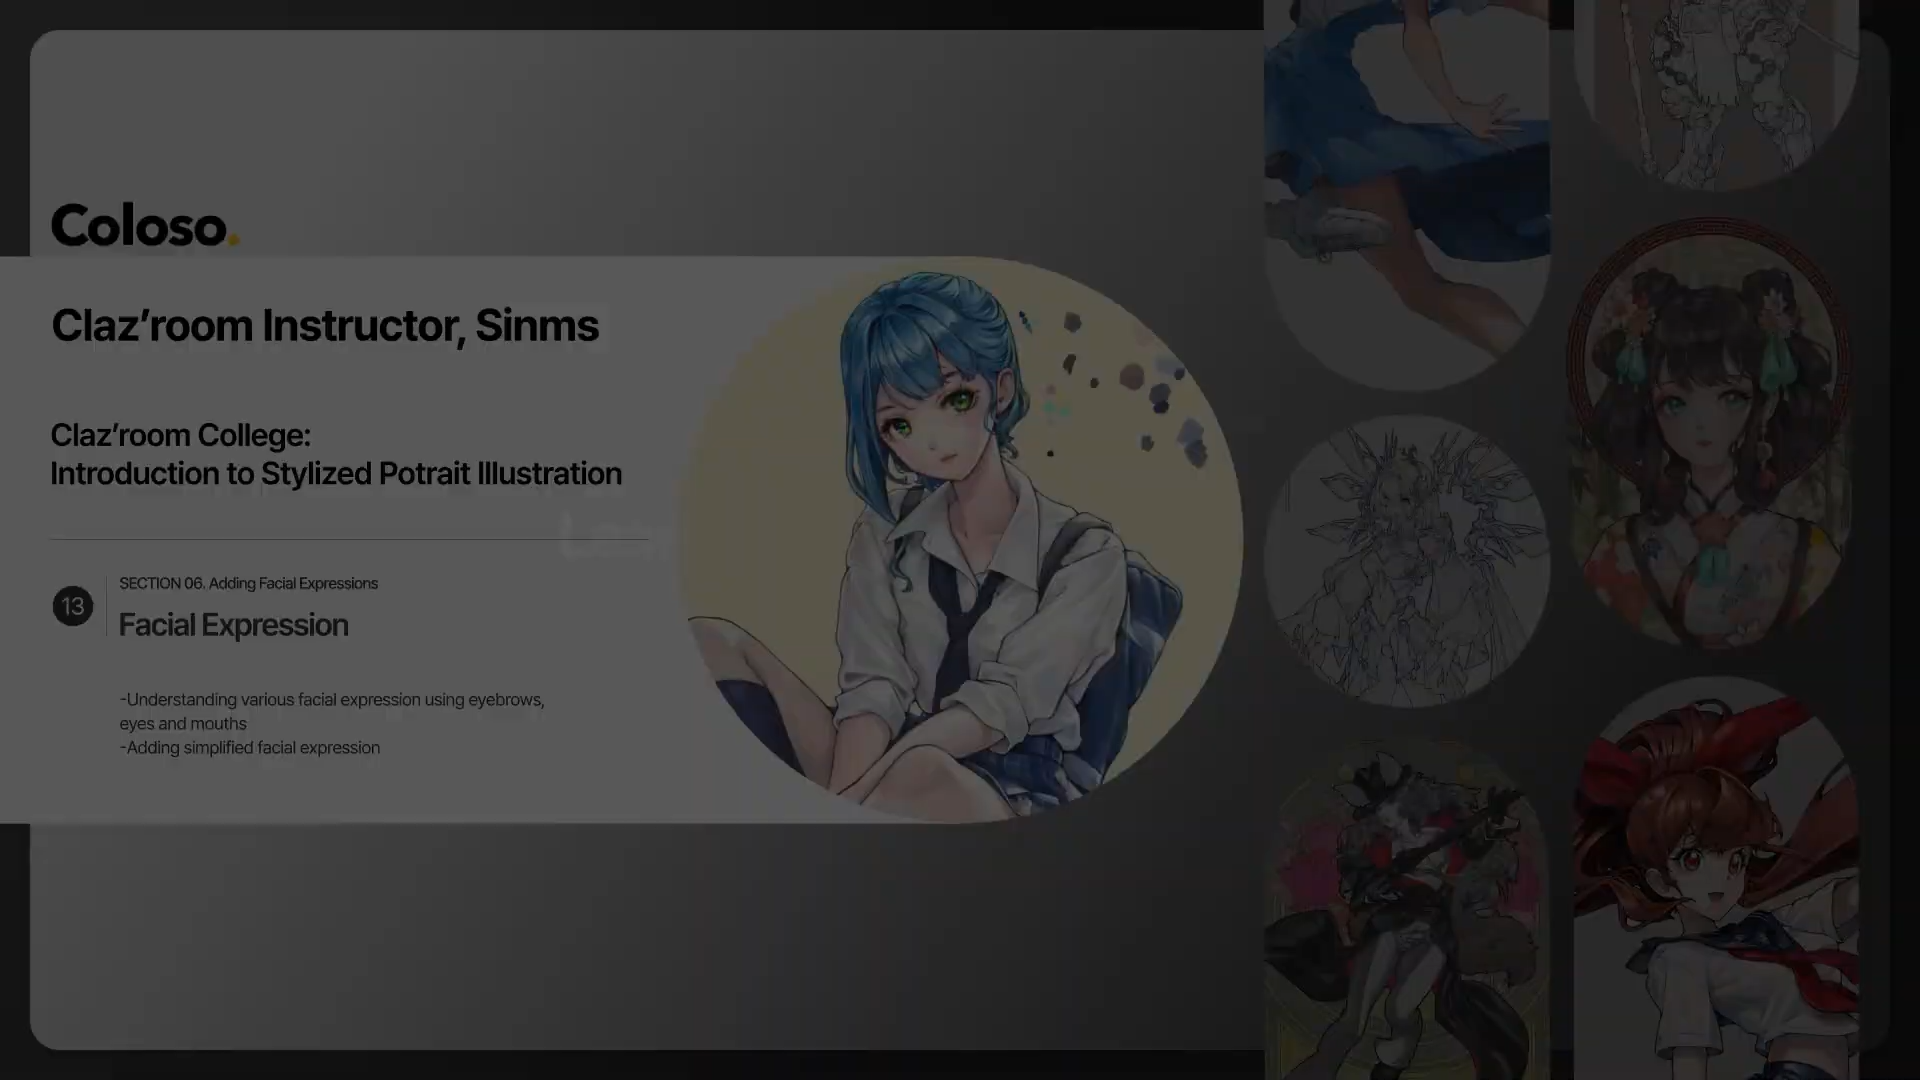 Coloso.
Claz’room Instructor, Sinms
Claz’room College:
Introduction to Stylized Potrait Illustration
13
SECTION 06. Adding Facial Expressions
Facial Expression
-Understanding various facial expression using eyebrows,
eyes and mouths
-Adding simplified facial expression